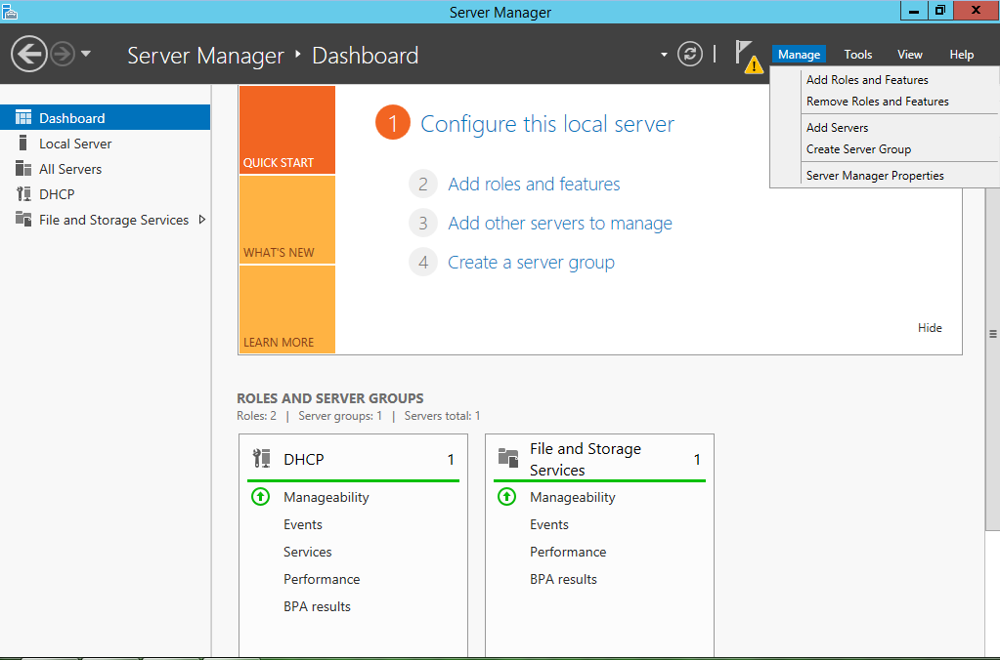 Server Manager
Server Manager ‣ Dashboard
Manage Tools View Help
Add Roles and Features
Remove Roles and Features
Add Servers
Create Server Group
Server Manager Properties
Dashboard
Local Server
All Servers
DHCP
File and Storage Services
QUICK START
WHAT'S NEW
LEARN MORE
1 Configure this local server
2 Add roles and features
3 Add other servers to manage
4 Create a server group
Hide
ROLES AND SERVER GROUPS
Roles: 2 | Server groups: 1 | Servers total: 1
DHCP 1
Manageability
Events
Services
Performance
BPA results
File and Storage
Services 1
Manageability
Events
Performance
BPA results